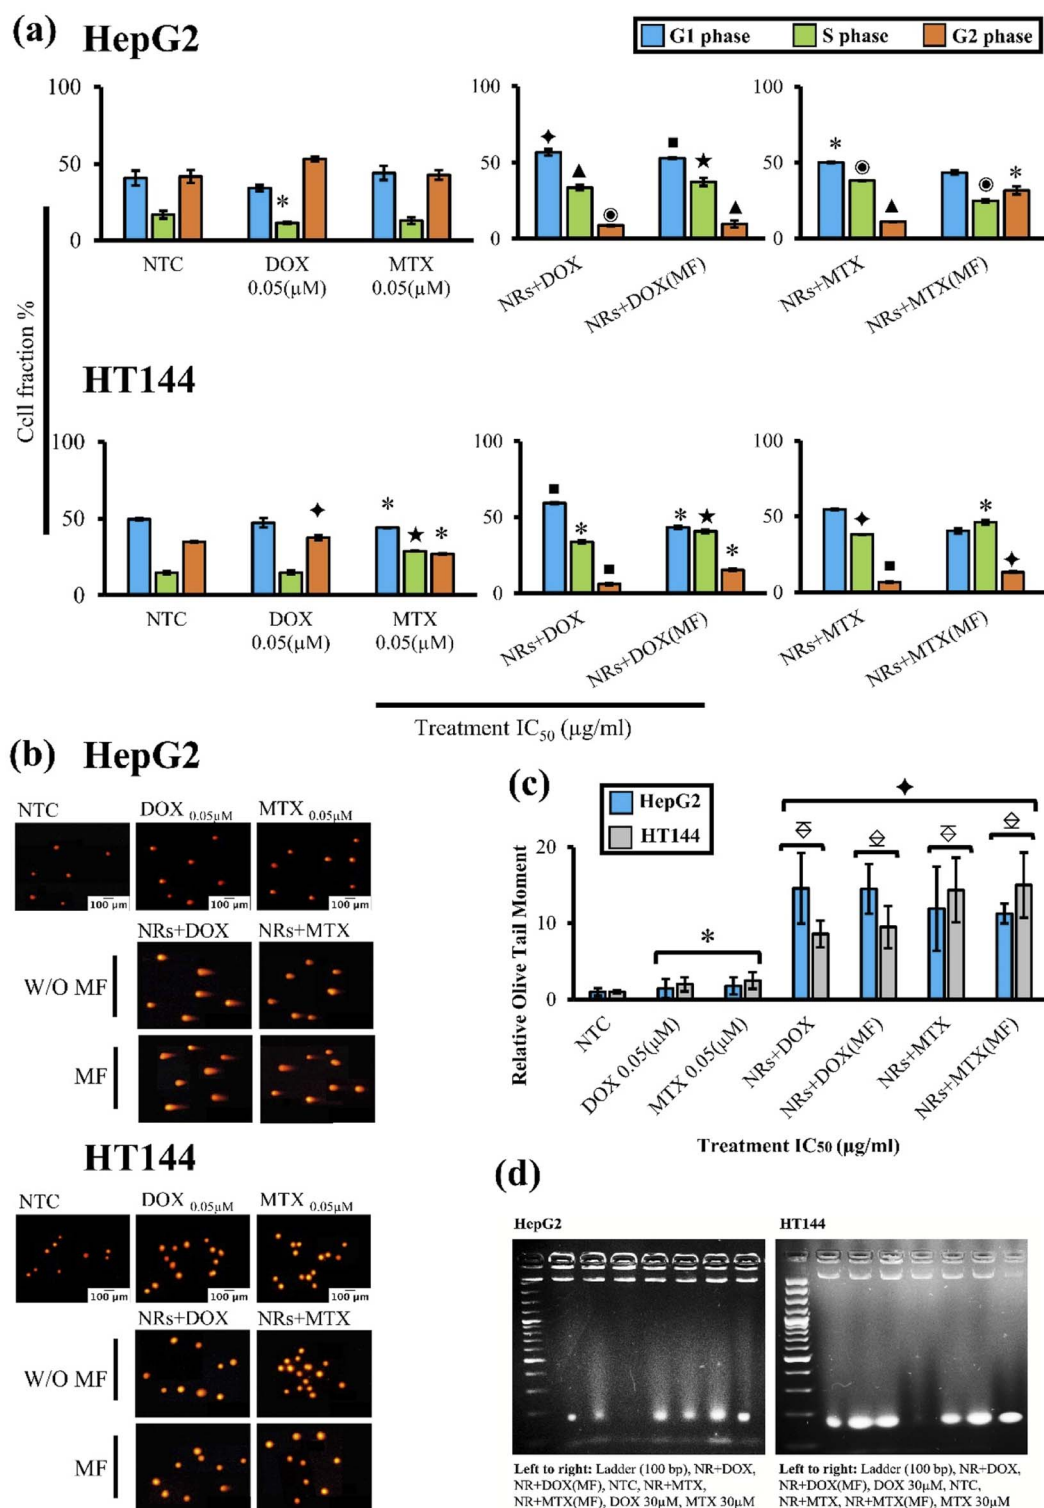 (a) HepG2
G1 phase S phase G2 phase
100 100 100
50 50 50
0 0 0
NTC DOX 0.05(µM) MTX 0.05(µM)
NRs+DOX NRs+DOX(MF)
NRs+MTX NRs+MTX(MF)
Cell fraction %
HT144
100 100 100
50 50 50
0 0 0
NTC DOX 0.05(µM) MTX 0.05(µM)
NRs+DOX NRs+DOX(MF)
NRs+MTX NRs+MTX(MF)
Treatment IC50 (µg/ml)
(b) HepG2
NTC DOX 0.05µM MTX 0.05µM
100 µm 100 µm 100 µm
NRs+DOX NRs+MTX
W/O MF
MF
HT144
NTC DOX 0.05µM MTX 0.05µM
100 µm 100 µm 100 µm
NRs+DOX NRs+MTX
W/O MF
MF
(c)
HepG2
HT144
Relative Olive Tail Moment
20
10
0
NTC
DOX 0.05(µM)
MTX 0.05(µM)
NRs+DOX
NRs+DOX(MF)
NRs+MTX
NRs+MTX(MF)
Treatment IC50 (µg/ml)
(d)
HepG2
Left to right: Ladder (100 bp), NR+DOX,
NR+DOX(MF), NTC, NR+MTX,
NR+MTX(MF), DOX 30µM, MTX 30µM
HT144
Left to right: Ladder (100 bp), NR+DOX,
NR+DOX(MF), DOX 30µM, NTC,
NR+MTX, NR+MTX(MF), MTX 30µM